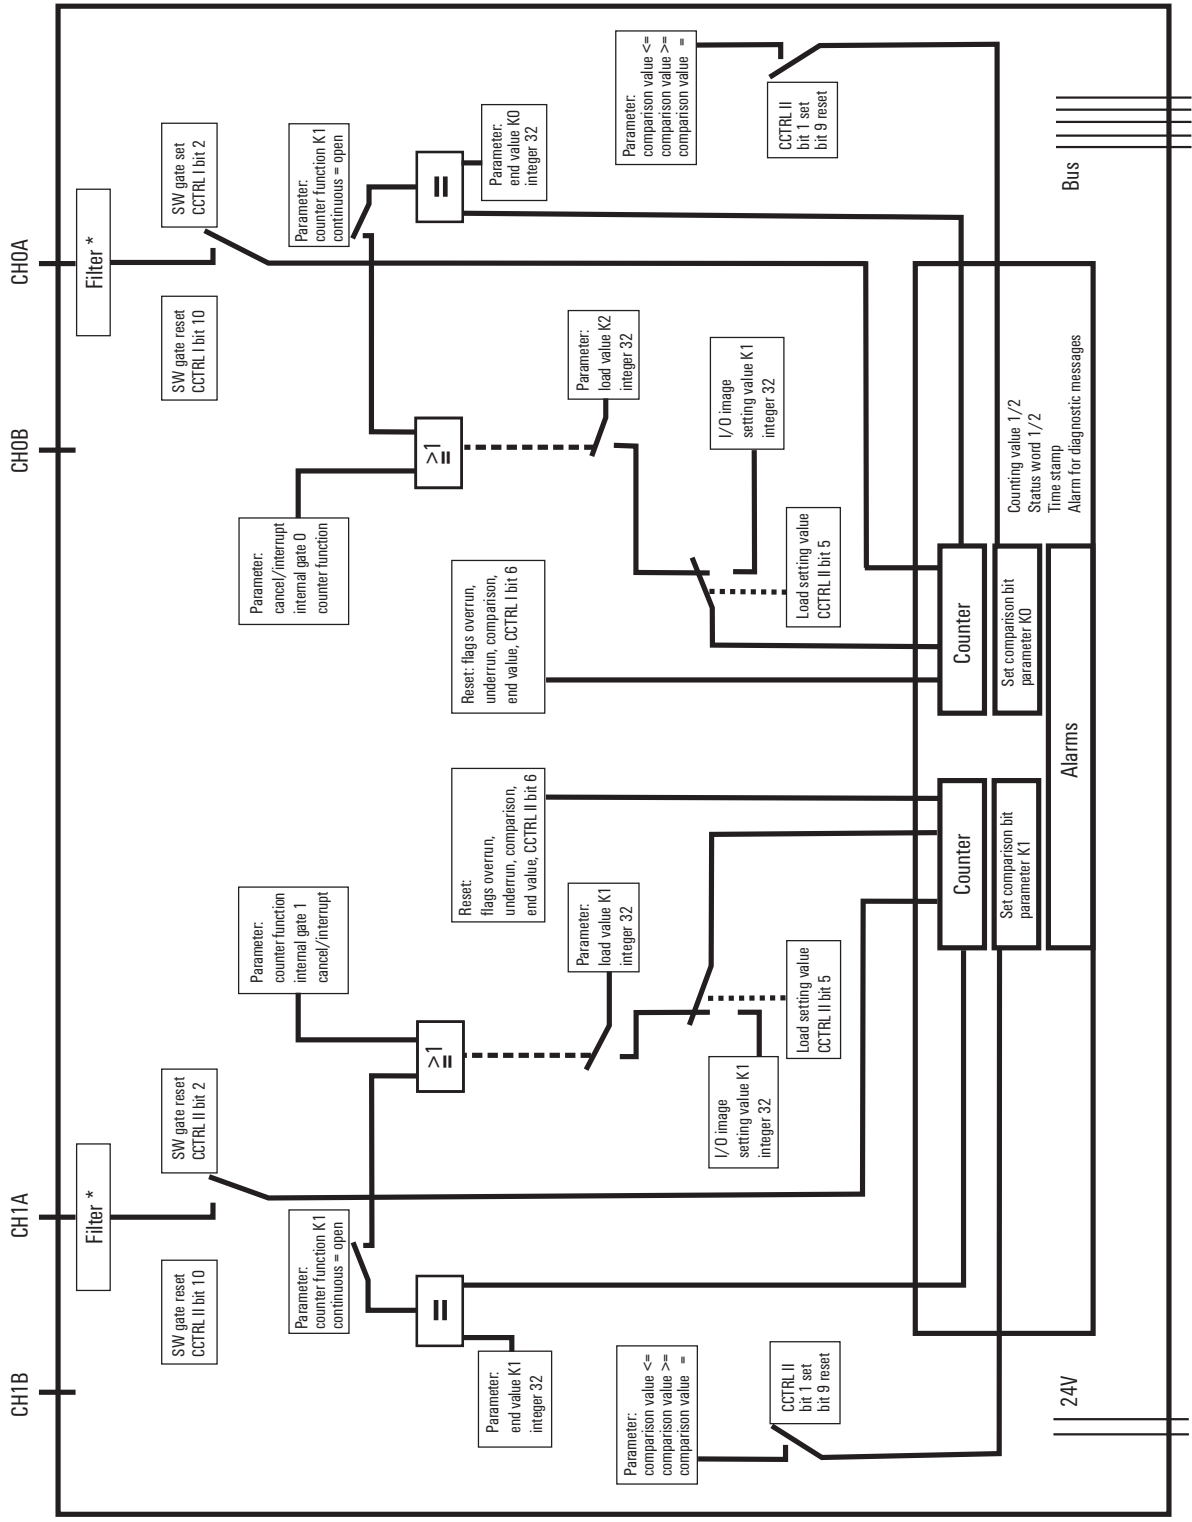 CH1B
CH1A
CH0B
CH0A
Filter *
Filter *
SW gate reset
CCTRL II bit 10
SW gate reset
CCTRL II bit 2
SW gate reset
CCTRL I bit 10
SW gate set
CCTRL I bit 2
Parameter:
counter function
internal gate 1
cancel/interrupt
Parameter:
cancel/interrupt
internal gate 0
counter function
Parameter:
counter function K1
continuous = open
Parameter:
counter function K1
continuous = open
=
>1
=
>1
=
=
Parameter:
end value K1
integer 32
Parameter:
end value K0
integer 32
Reset:
flags overrun,
underrun, comparison,
end value, CCTRL II bit 6
Reset: flags overrun,
underrun, comparison,
end value, CCTRL I bit 6
Parameter:
load value K1
integer 32
Parameter:
load value K2
integer 32
Parameter:
comparison value <=
comparison value >=
comparison value =
Parameter:
comparison value <=
comparison value >=
comparison value =
I/O image
setting value K1
integer 32
I/O image
setting value K1
integer 32
CCTRL II
bit 1 set
bit 9 reset
Load setting value
CCTRL II bit 5
Load setting value
CCTRL II bit 5
CCTRL II
bit 1 set
bit 9 reset
Counter
Counter
Set comparison bit
parameter K1
Set comparison bit
parameter K0
Counting value 1/2
Status word 1/2
Time stamp
Alarm for diagnostic messages
Alarms
24V
Bus